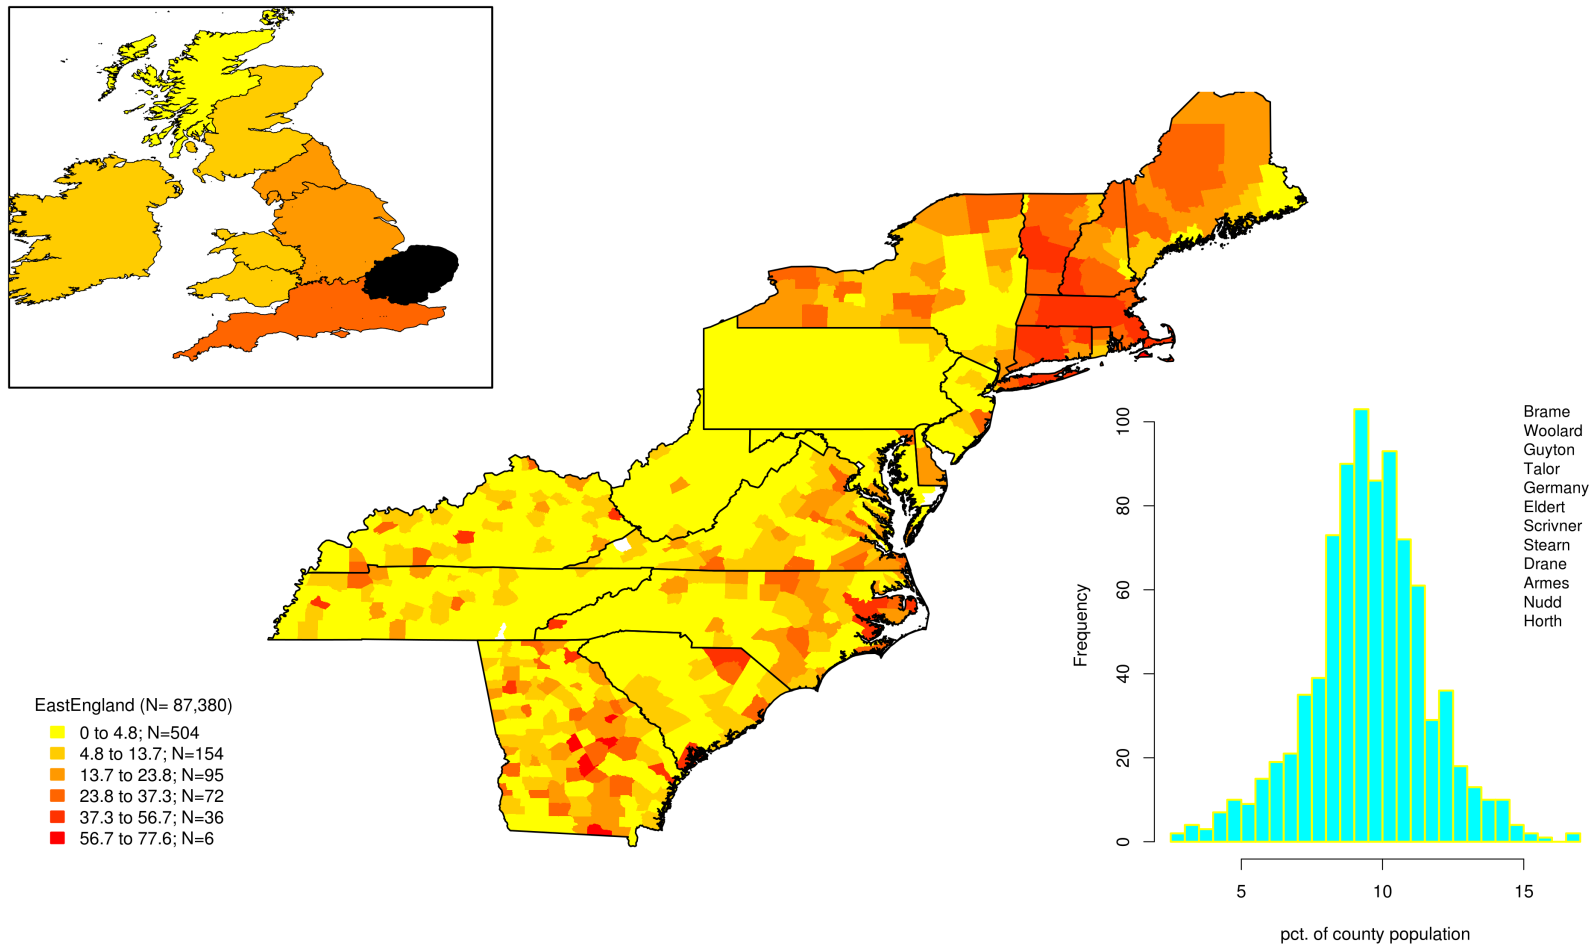 EastEngland (N= 87,380)
0 to 4.8; N=504
4.8 to 13.7; N=154
13.7 to 23.8; N=95
23.8 to 37.3; N=72
37.3 to 56.7; N=36
56.7 to 77.6; N=6
Frequency
100
80
60
40
20
0
5 10 15
pct. of county population
Brame
Woolard
Guyton
Talor
Germany
Eldert
Scrivner
Stearn
Drane
Armes
Nudd
Horth